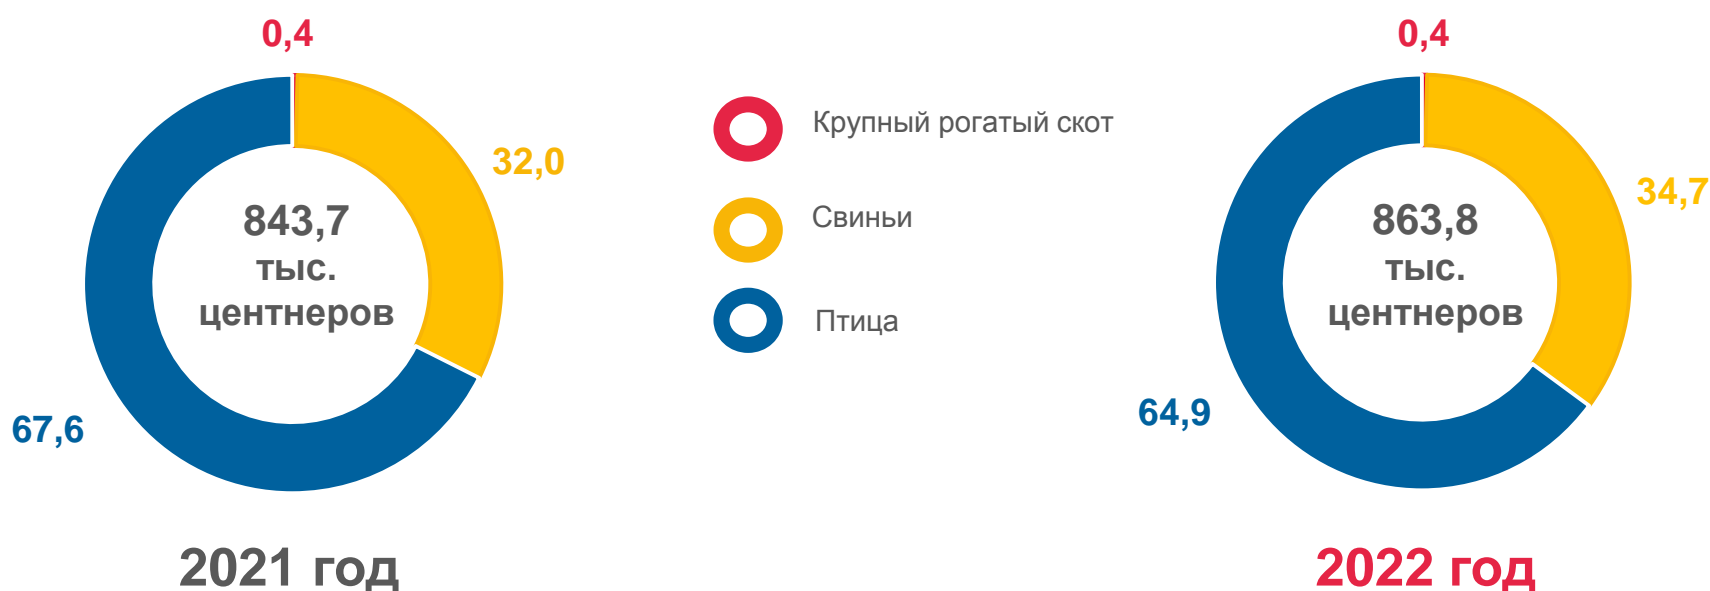 0,4
32,0
843,7
тыс.
центнеров
67,6
2021 год
Крупный рогатый скот
Свиньи
Птица
0,4
34,7
863,8
тыс.
центнеров
64,9
2022 год